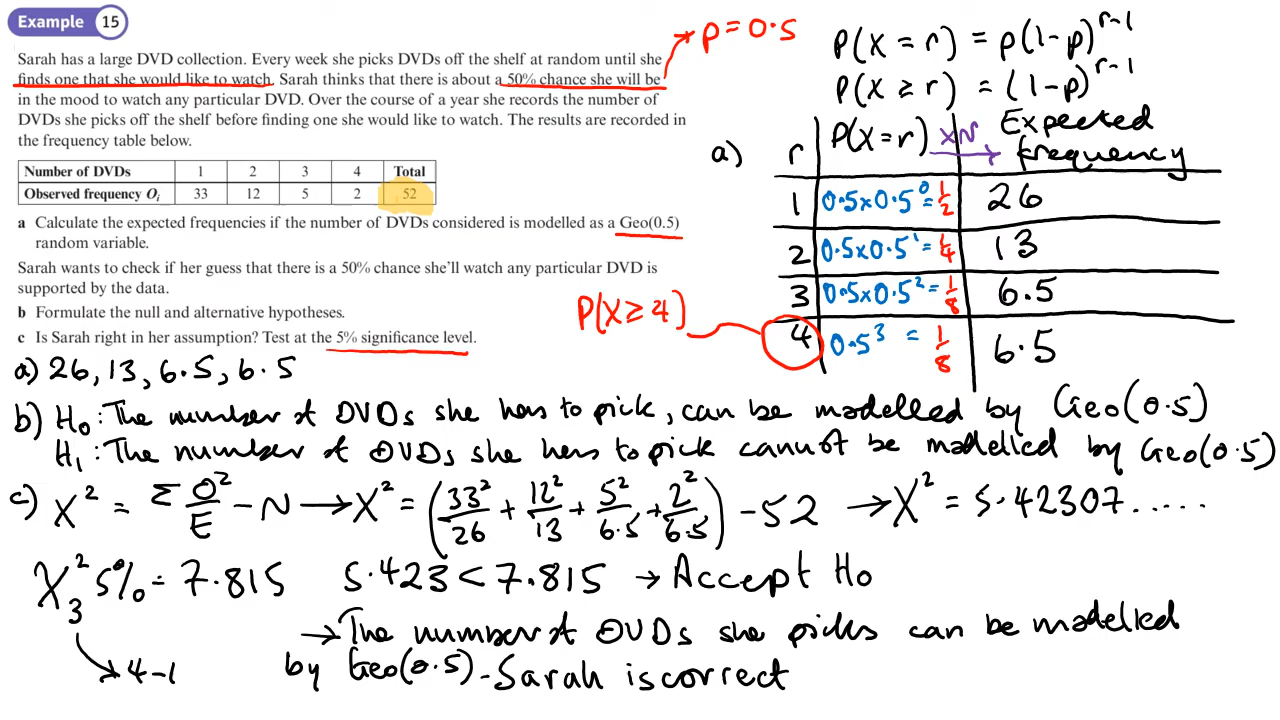 Example 15
Sarah has a large DVD collection. Every week she picks DVDs off the shelf at random until she
finds one that she would like to watch. Sarah thinks that there is about a 50% chance she will be
in the mood to watch any particular DVD. Over the course of a year she records the number of
DVDs she picks off the shelf before finding one she would like to watch. The results are recorded in
the frequency table below.
Number of DVDs 1 2 3 4 Total
Observed frequency Oᵢ 33 12 5 2 52
a Calculate the expected frequencies if the number of DVDs considered is modelled as a Geo(0.5)
random variable.
Sarah wants to check if her guess that there is a 50% chance she'll watch any particular DVD is
supported by the data.
b Formulate the null and alternative hypotheses.
c Is Sarah right in her assumption? Test at the 5% significance level.
p=0.5
P(X=r) = p(1-p)^(r-1)
P(X≥r) = (1-p)^(r-1)
a) r P(X=r) ×N → Expected
frequency
1 0.5×0.5⁰ = 1/2 26
2 0.5×0.5¹ = 1/4 13
3 0.5×0.5² = 1/8 6.5
P(X≥4) 4 0.5³ = 1/8 6.5
a) 26, 13, 6.5, 6.5
b) H₀: The number of DVDs she has to pick, can be modelled by Geo(0.5)
H₁: The number of DVDs she has to pick cannot be modelled by Geo(0.5)
c) X² = Σ O²/E - N → X² = (33²/26 + 12²/13 + 5²/6.5 + 2²/6.5) - 52 → X² = 5.42307.....
χ²₃ 5% = 7.815 5.423 < 7.815 → Accept H₀
→ The number of DVDs she picks can be modelled
→ 4-1 by Geo(0.5) - Sarah is correct